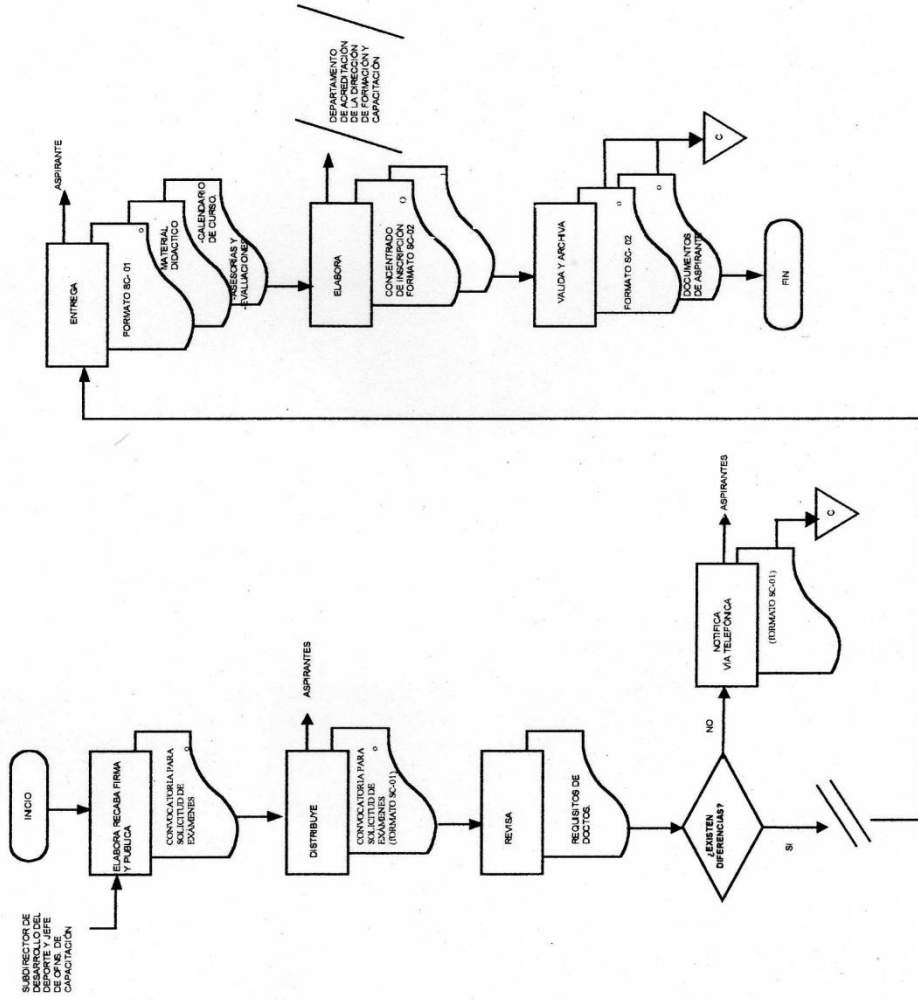 INICIO
SUBDIRECTOR DE
DESARROLLO DEL
DEPORTE Y JEFE
DE OFNS. DE
CAPACITACIÓN
ELABORA RECABA FIRMA
Y PUBLICA
CONVOCATORIA PARA
SOLICITUD DE
EXÁMENES
O
DISTRIBUYE
ASPIRANTES
CONVOCATORIA PARA
SOLICITUD DE
EXÁMENES
(FORMATO SC-01)
O
REVISA
REQUISITOS DE
DOCTOS.
¿EXISTEN
DIFERENCIAS?
NO
SI
NOTIFICA
VIA TELEFÓNICA
ASPIRANTES
(FORMATO SC-01)
C
ENTREGA
ASPIRANTE
FORMATO SC- 01
O
MATERIAL
DIDACTICO
-CALENDARIO
DE CURSO.
-ASESORÍAS Y
-EVALUACIONES
ELABORA
DEPARTAMENTO
DE ACREDITACIÓN
DE LA DIRECCIÓN
DE FORMACIÓN Y
CAPACITACIÓN
CONCENTRADO
DE INSCRIPCIÓN
FORMATO SC-02
O
VALIDA Y ARCHIVA
FORMATO SC- 02
O
DOCUMENTOS
DE ASPIRANTE
O
C
FIN